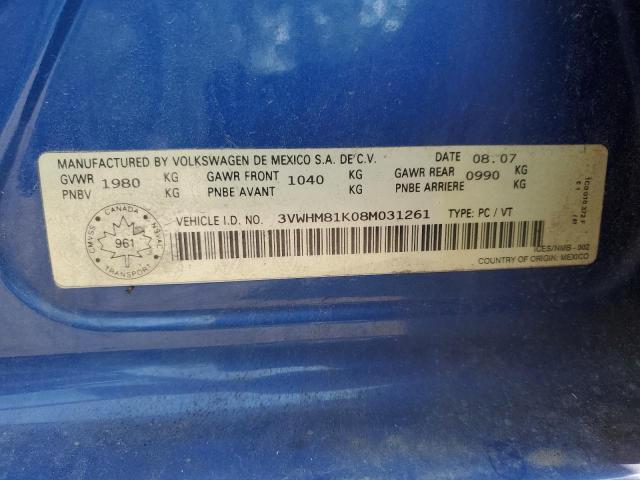 MANUFACTURED BY VOLKSWAGEN DE MEXICO S.A. DE C.V. DATE 08.07
GVWR 1980 KG GAWR FRONT 1040 KG GAWR REAR 0990 KG
PNBV KG PNBE AVANT KG PNBE ARRIERE KG
VEHICLE I.D. NO. 3VWHM81K08M031261 TYPE: PC / VT
CANADA
CMVSS 961 NSVAC
TRANSPORT
ICES/NMB - 002
COUNTRY OF ORIGIN: MEXICO